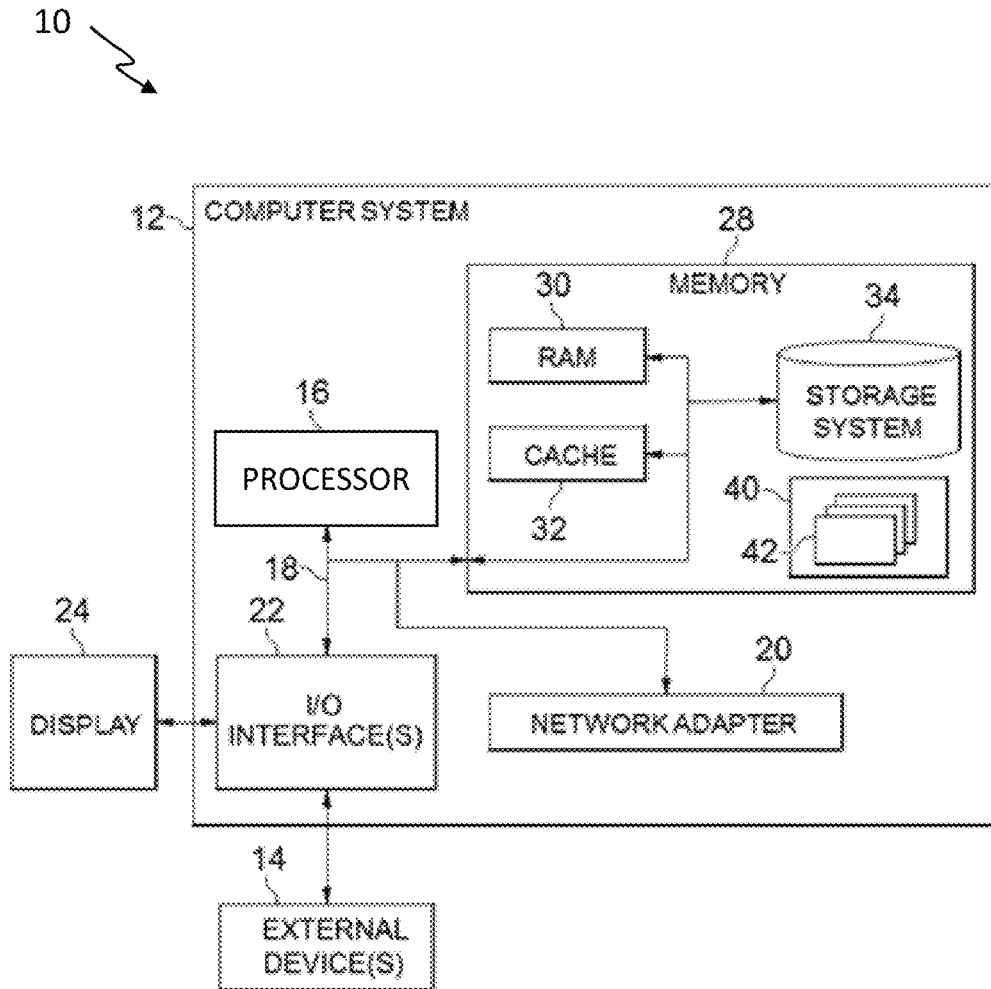 10
12
COMPUTER SYSTEM
28
MEMORY
30
RAM
34
STORAGE
SYSTEM
16
PROCESSOR
CACHE
32
40
42
18
24
22
20
DISPLAY
I/O
INTERFACE(S)
NETWORK ADAPTER
14
EXTERNAL
DEVICE(S)